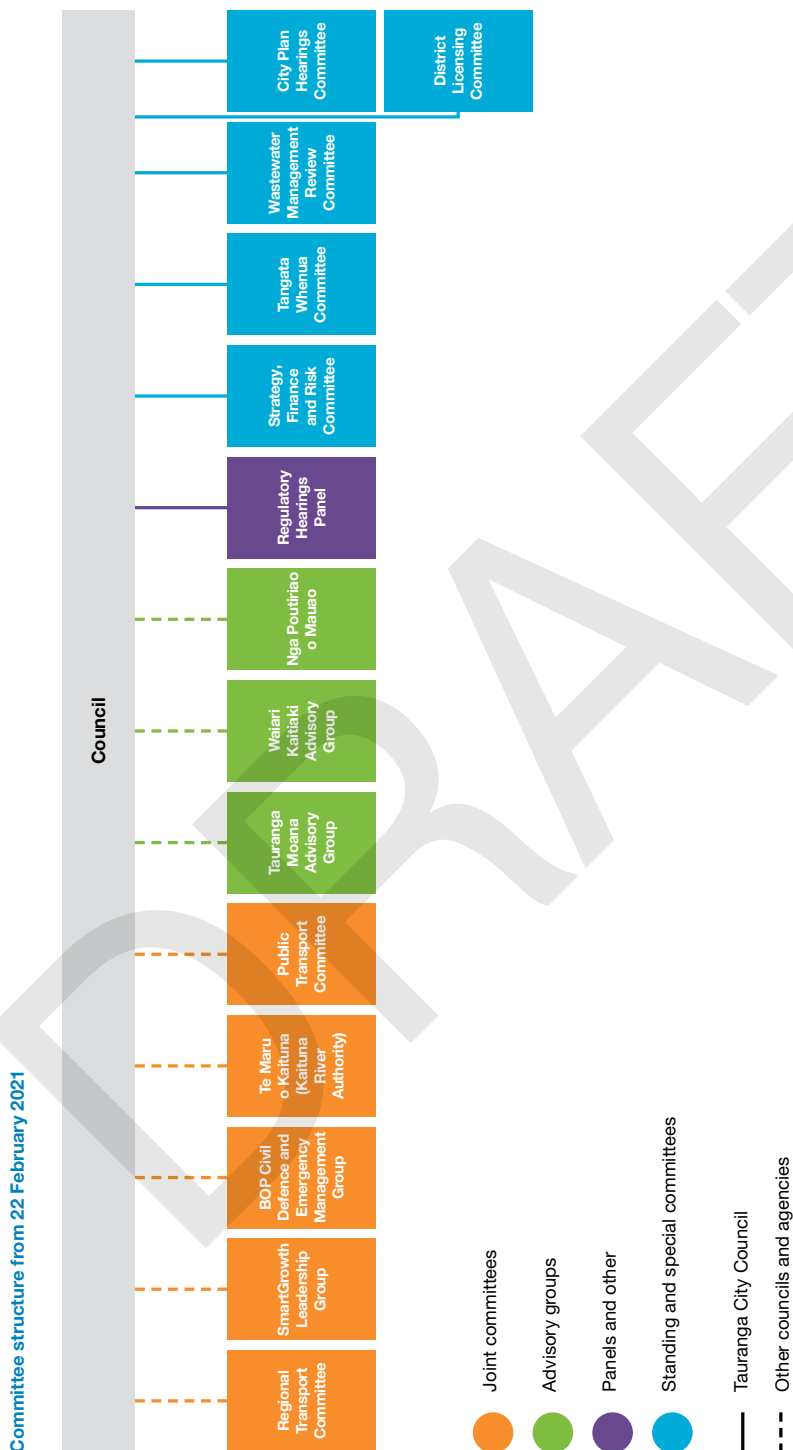 Committee structure from 22 February 2021
Council
Regional
Transport
Committee
SmartGrowth
Leadership
Group
BOP Civil
Defence and
Emergency
Management
Group
Te Maru
o Kaituna
(Kaituna
River
Authority)
Public
Transport
Committee
Tauranga
Moana
Advisory
Group
Waiari
Kaitiaki
Advisory
Group
Nga Poutiriao
o Mauao
Regulatory
Hearings
Panel
Strategy,
Finance
and Risk
Committee
Tangata
Whenua
Committee
Wastewater
Management
Review
Committee
City Plan
Hearings
Committee
District
Licensing
Committee
Joint committees
Advisory groups
Panels and other
Standing and special committees
Tauranga City Council
Other councils and agencies
DRAFT